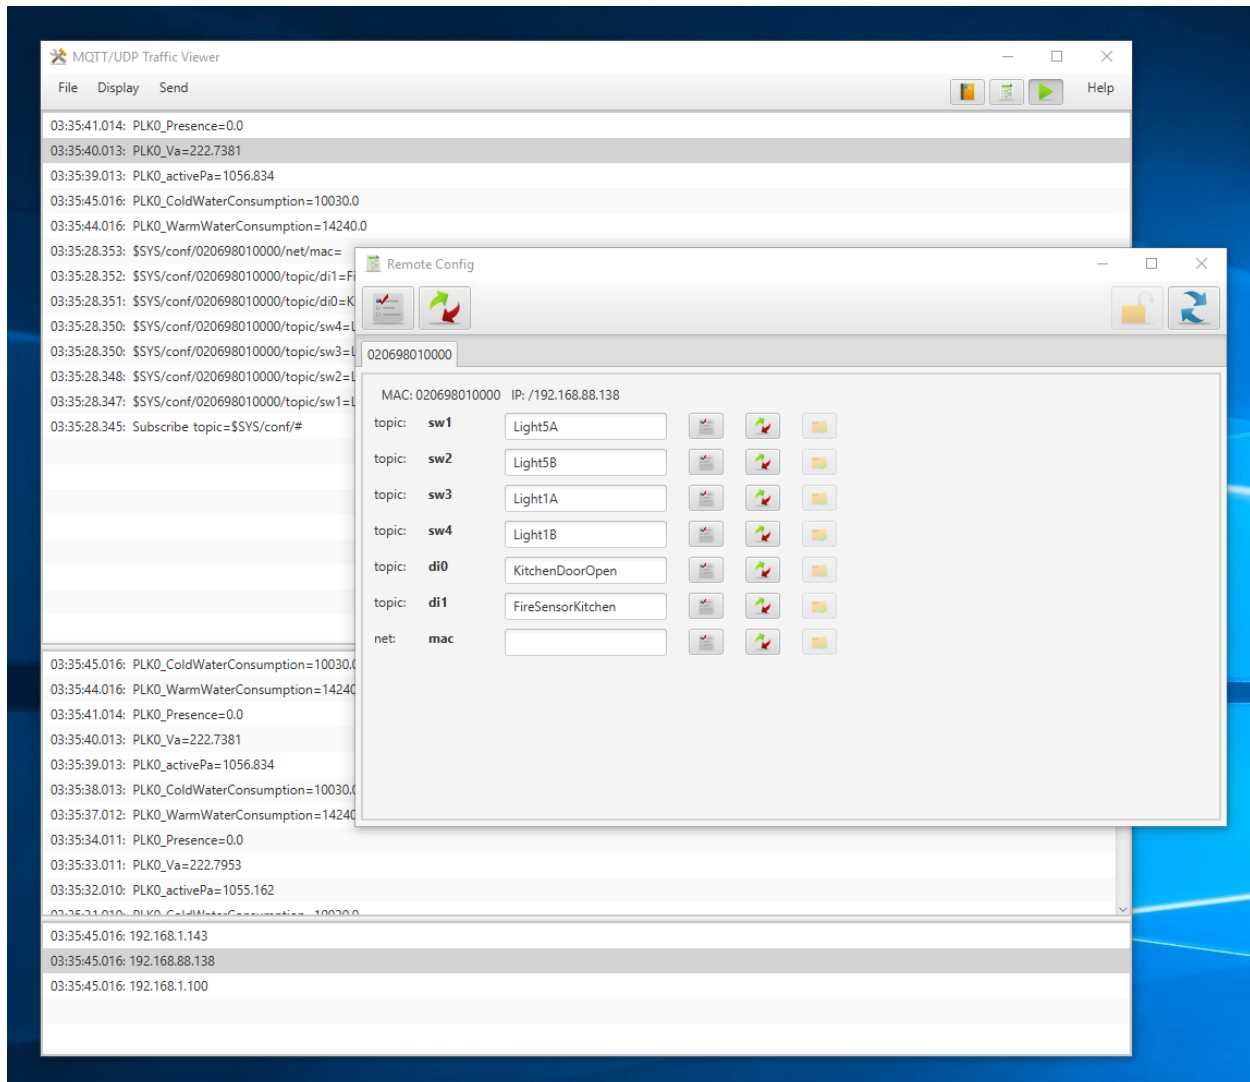 MQTT/UDP Traffic Viewer
File Display Send Help
03:35:41.014: PLK0_Presence=0.0
03:35:40.013: PLK0_Va=222.7381
03:35:39.013: PLK0_activePa=1056.834
03:35:45.016: PLK0_ColdWaterConsumption=10030.0
03:35:44.016: PLK0_WarmWaterConsumption=14240.0
03:35:28.353: $SYS/conf/020698010000/net/mac=
03:35:28.352: $SYS/conf/020698010000/topic/di1=Fi
03:35:28.351: $SYS/conf/020698010000/topic/di0=K
03:35:28.350: $SYS/conf/020698010000/topic/sw4=L
03:35:28.350: $SYS/conf/020698010000/topic/sw3=L
03:35:28.348: $SYS/conf/020698010000/topic/sw2=L
03:35:28.347: $SYS/conf/020698010000/topic/sw1=L
03:35:28.345: Subscribe topic=$SYS/conf/#
Remote Config
020698010000
MAC: 020698010000 IP: /192.168.88.138
topic: sw1 Light5A
topic: sw2 Light5B
topic: sw3 Light1A
topic: sw4 Light1B
topic: di0 KitchenDoorOpen
topic: di1 FireSensorKitchen
net: mac
03:35:45.016: PLK0_ColdWaterConsumption=10030.0
03:35:44.016: PLK0_WarmWaterConsumption=14240
03:35:41.014: PLK0_Presence=0.0
03:35:40.013: PLK0_Va=222.7381
03:35:39.013: PLK0_activePa=1056.834
03:35:38.013: PLK0_ColdWaterConsumption=10030.0
03:35:37.012: PLK0_WarmWaterConsumption=14240
03:35:34.011: PLK0_Presence=0.0
03:35:33.011: PLK0_Va=222.7953
03:35:32.010: PLK0_activePa=1055.162
03:35:45.016: 192.168.1.143
03:35:45.016: 192.168.88.138
03:35:45.016: 192.168.1.100